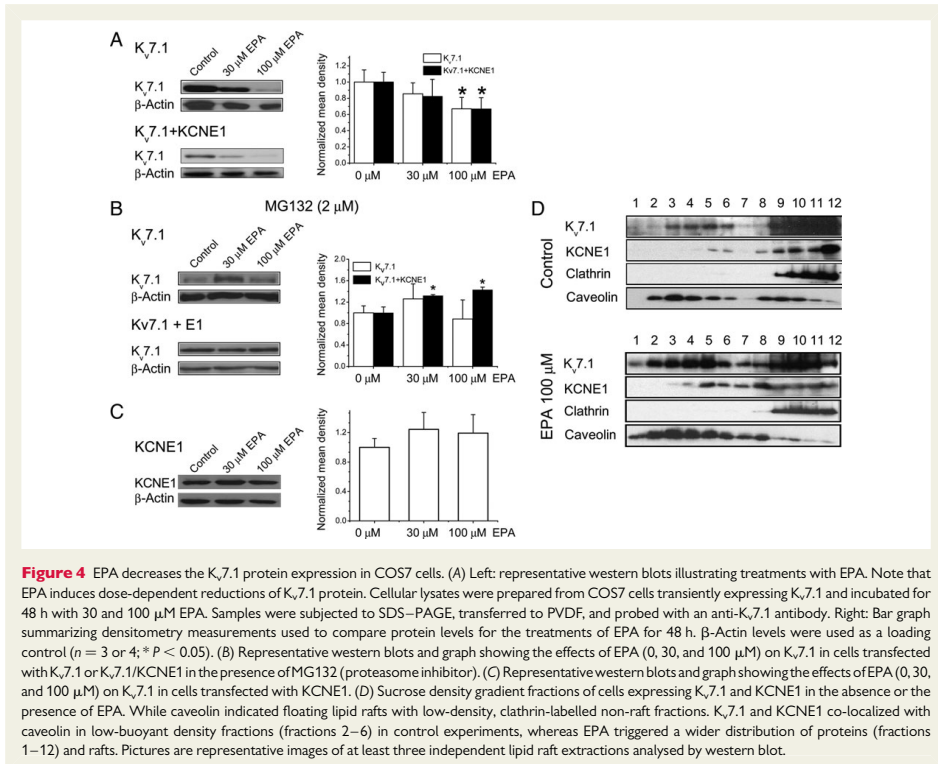 A
Kv7.1
Control
30 μM EPA
100 μM EPA
Kv7.1
β-Actin
Kv7.1+KCNE1
Kv7.1
β-Actin
Normalized mean density
1.2
1.0
0.8
0.6
0.4
0.2
0.0
Kv7.1
Kv7.1+KCNE1
* *
0 μM 30 μM 100 μM EPA
B
MG132 (2 μM)
Kv7.1
Control
30 μM EPA
100 μM EPA
Kv7.1
β-Actin
Kv7.1 + E1
Kv7.1
β-Actin
Normalized mean density
2.0
1.6
1.2
0.8
0.4
0.0
Kv7.1
Kv7.1+KCNE1
* *
0 μM 30 μM 100 μM EPA
C
KCNE1
Control
30 μM EPA
100 μM EPA
KCNE1
β-Actin
Normalized mean density
1.2
0.8
0.4
0.0
0 μM 30 μM 100 μM EPA
D
1 2 3 4 5 6 7 8 9 10 11 12
Control
Kv7.1
KCNE1
Clathrin
Caveolin
1 2 3 4 5 6 7 8 9 10 11 12
EPA 100 μM
Kv7.1
KCNE1
Clathrin
Caveolin
Figure 4 EPA decreases the Kv7.1 protein expression in COS7 cells. (A) Left: representative western blots illustrating treatments with EPA. Note that
EPA induces dose-dependent reductions of Kv7.1 protein. Cellular lysates were prepared from COS7 cells transiently expressing Kv7.1 and incubated for
48 h with 30 and 100 μM EPA. Samples were subjected to SDS–PAGE, transferred to PVDF, and probed with an anti-Kv7.1 antibody. Right: Bar graph
summarizing densitometry measurements used to compare protein levels for the treatments of EPA for 48 h. β-Actin levels were used as a loading
control (n = 3 or 4; * P < 0.05). (B) Representative western blots and graph showing the effects of EPA (0, 30, and 100 μM) on Kv7.1 in cells transfected
with Kv7.1 or Kv7.1/KCNE1 in the presence of MG132 (proteasome inhibitor). (C) Representative western blots and graph showing the effects of EPA (0, 30,
and 100 μM) on Kv7.1 in cells transfected with KCNE1. (D) Sucrose density gradient fractions of cells expressing Kv7.1 and KCNE1 in the absence or the
presence of EPA. While caveolin indicated floating lipid rafts with low-density, clathrin-labelled non-raft fractions. Kv7.1 and KCNE1 co-localized with
caveolin in low-buoyant density fractions (fractions 2–6) in control experiments, whereas EPA triggered a wider distribution of proteins (fractions
1–12) and rafts. Pictures are representative images of at least three independent lipid raft extractions analysed by western blot.